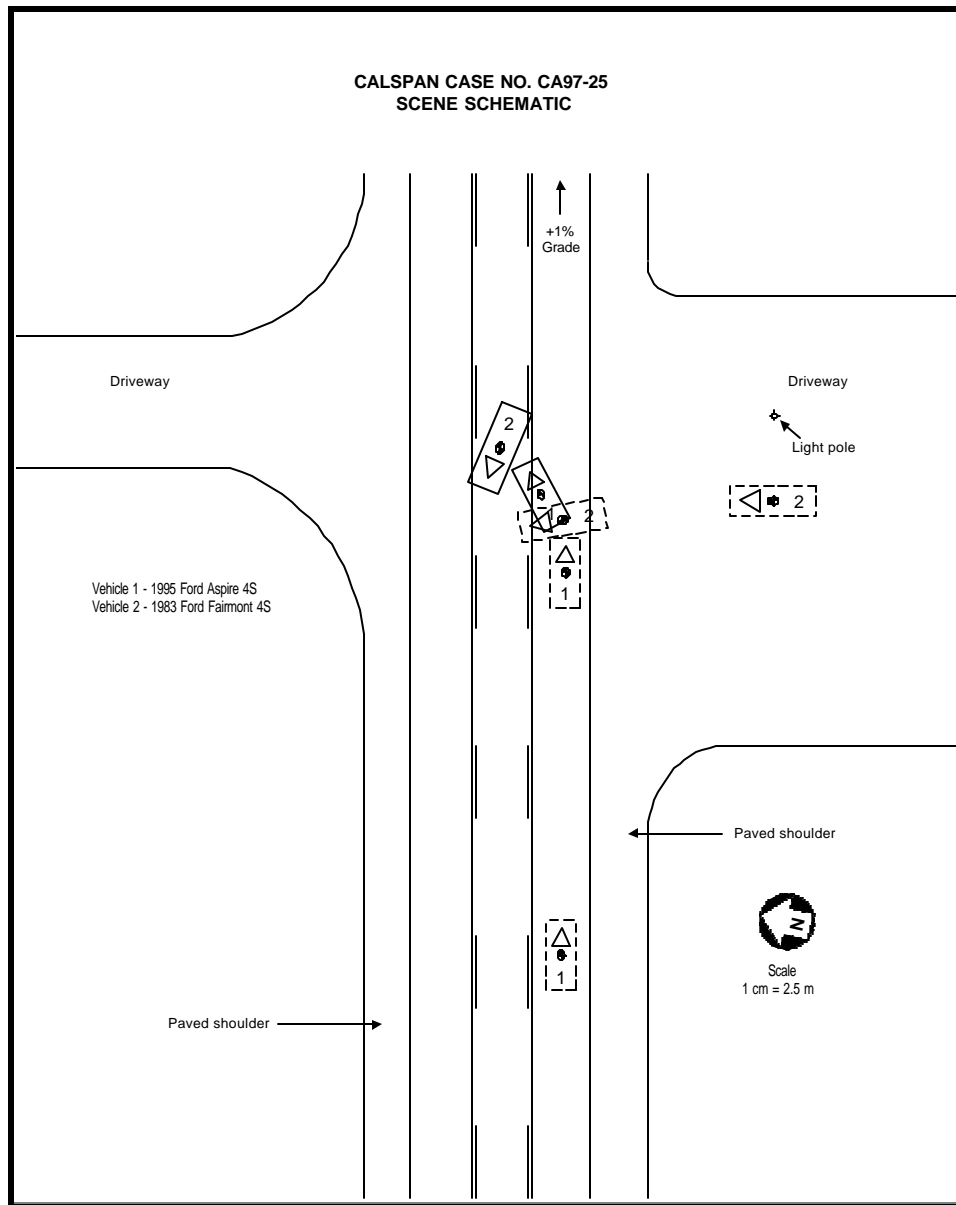 CALSPAN CASE NO. CA97-25
SCENE SCHEMATIC
+1%
Grade
Driveway
Driveway
2
Light pole
2
2
1
Vehicle 1 - 1995 Ford Aspire 4S
Vehicle 2 - 1983 Ford Fairmont 4S
Paved shoulder
N
1
Scale
1 cm = 2.5 m
Paved shoulder